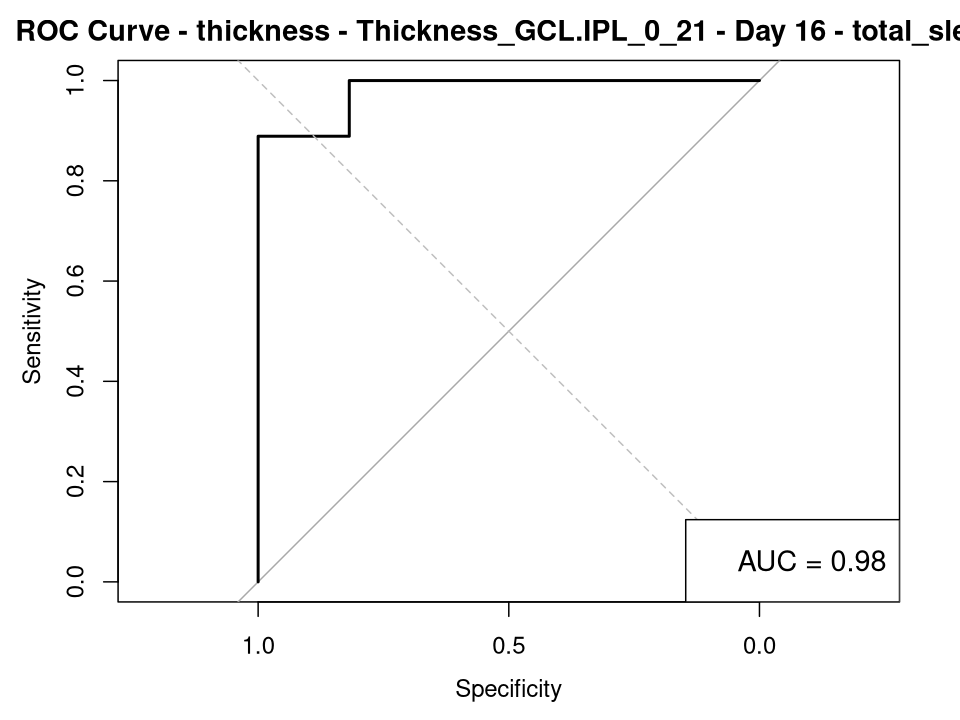 ROC Curve - thickness - Thickness_GCL.IPL_0_21 - Day 16 - total_sle
1.0
0.8
0.6
0.4
0.2
0.0
Sensitivity
AUC = 0.98
1.0 0.5 0.0
Specificity